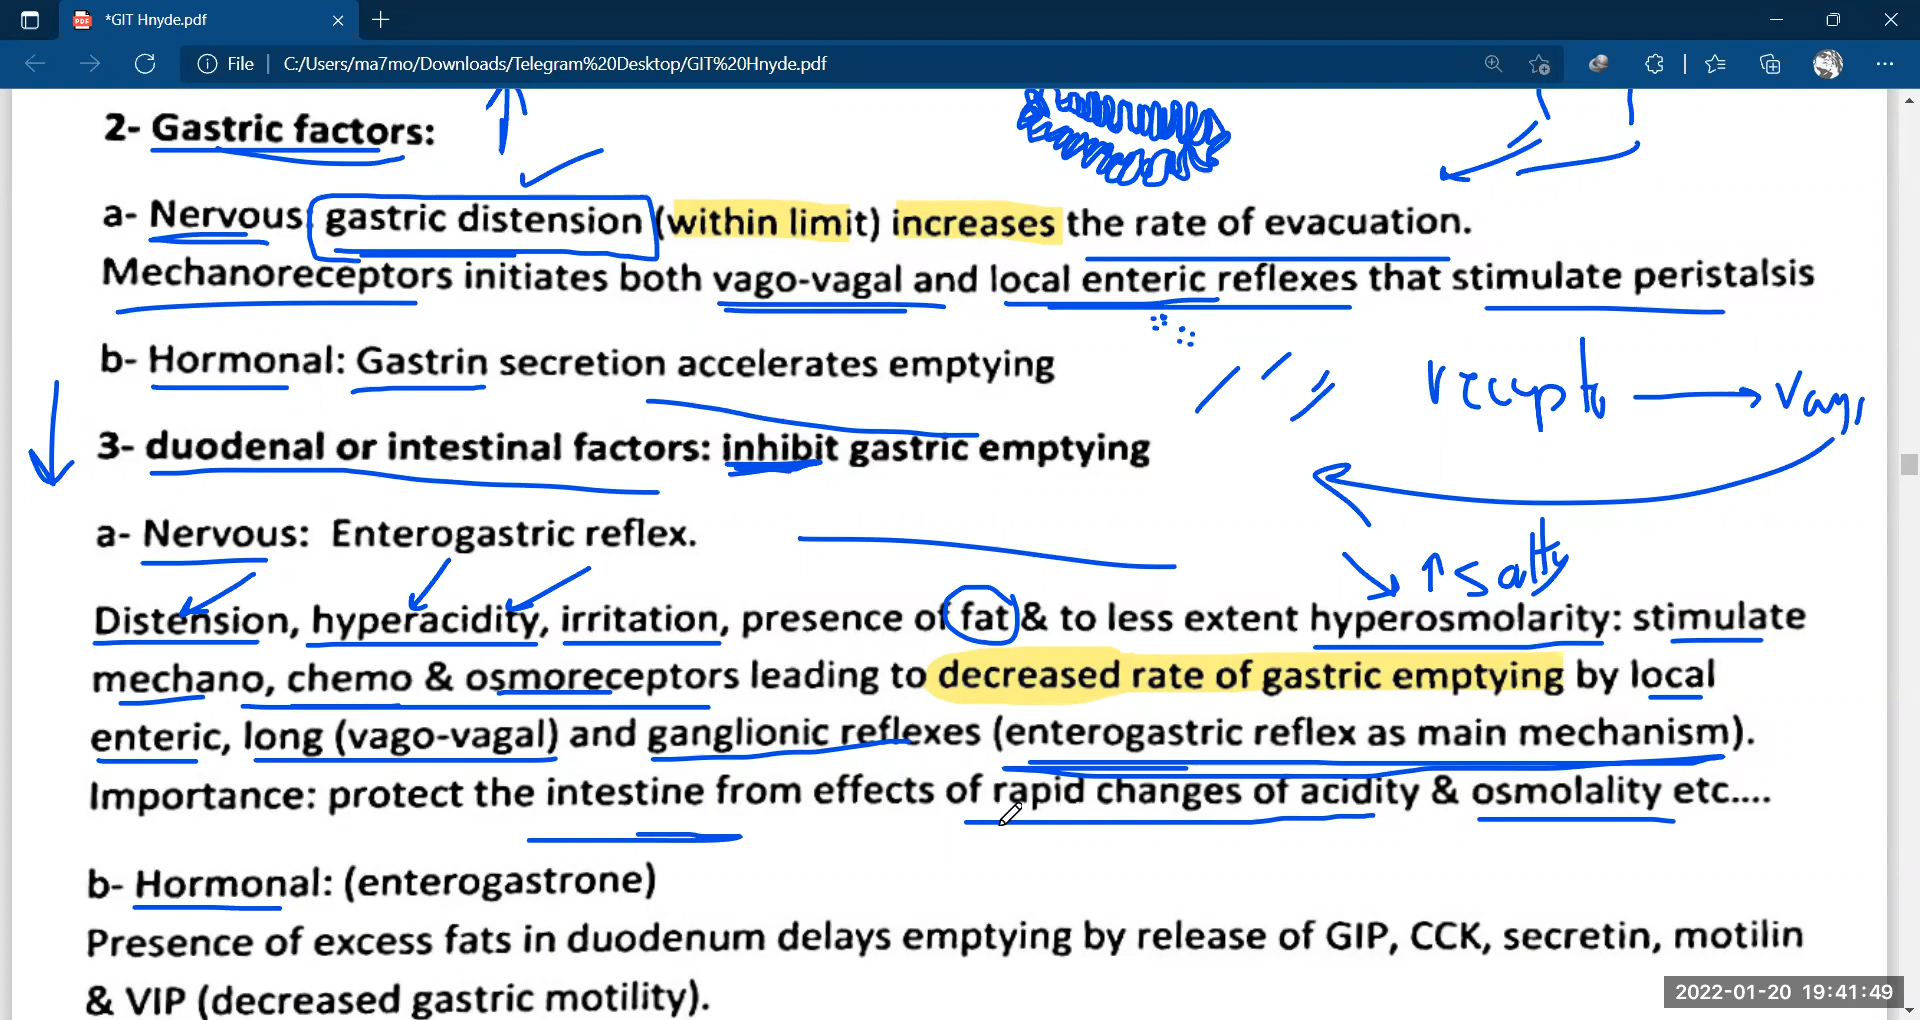 *GIT Hnyde.pdf
File C:/Users/ma7mo/Downloads/Telegram%20Desktop/GIT%20Hnyde.pdf
2- Gastric factors:
a- Nervous: gastric distension (within limit) increases the rate of evacuation.
Mechanoreceptors initiates both vago-vagal and local enteric reflexes that stimulate peristalsis
b- Hormonal: Gastrin secretion accelerates emptying
3- duodenal or intestinal factors: inhibit gastric emptying
a- Nervous: Enterogastric reflex.
↑ salty
Distension, hyperacidity, irritation, presence of fat & to less extent hyperosmolarity: stimulate
mechano, chemo & osmoreceptors leading to decreased rate of gastric emptying by local
enteric, long (vago-vagal) and ganglionic reflexes (enterogastric reflex as main mechanism).
Importance: protect the intestine from effects of rapid changes of acidity & osmolality etc....
b- Hormonal: (enterogastrone)
Presence of excess fats in duodenum delays emptying by release of GIP, CCK, secretin, motilin
& VIP (decreased gastric motility).
2022-01-20 19:41:49